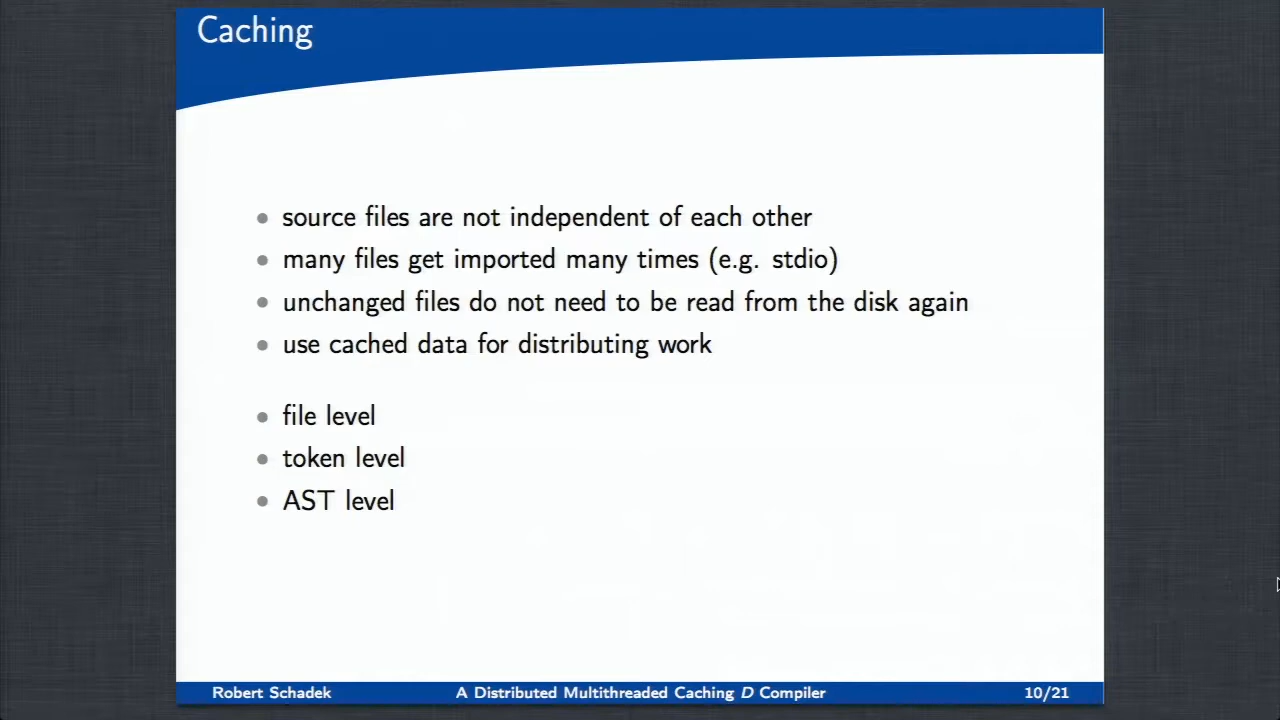 Caching
source files are not independent of each other
many files get imported many times (e.g. stdio)
unchanged files do not need to be read from the disk again
use cached data for distributing work
file level
token level
AST level
Robert Schadek A Distributed Multithreaded Caching D Compiler 10/21